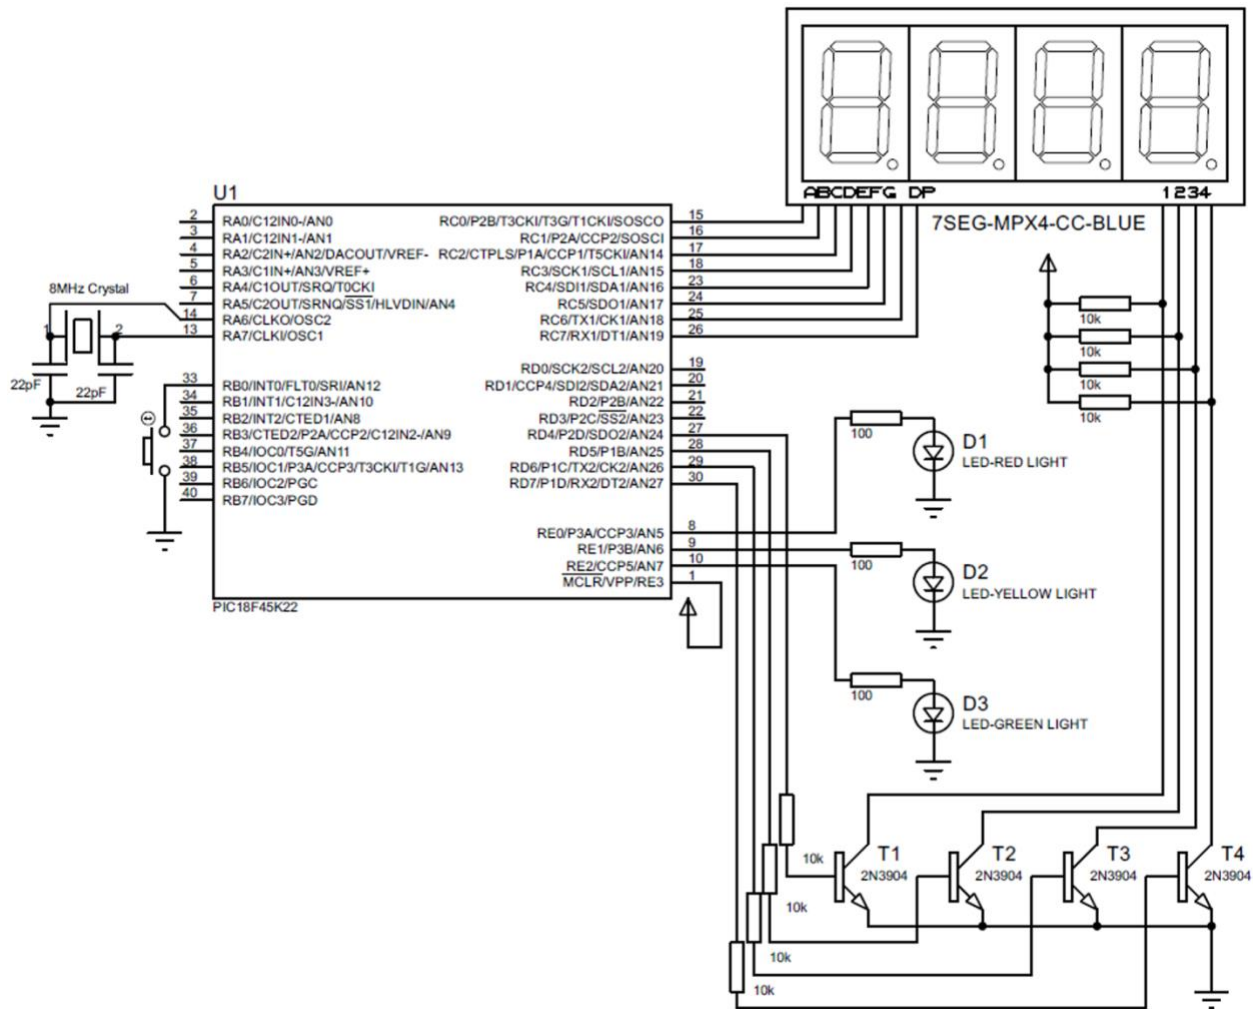 ABCDEFG DP
1234
7SEG-MPX4-CC-BLUE
U1
2 RA0/C12IN0-/AN0
3 RA1/C12IN1-/AN1
4 RA2/C2IN+/AN2/DACOUT/VREF-
5 RA3/C1IN+/AN3/VREF+
6 RA4/C1OUT/SRQ/T0CKI
7 RA5/C2OUT/SRNQ/SS1/HLVDIN/AN4
14 RA6/CLKO/OSC2
13 RA7/CLKI/OSC1
33 RB0/INT0/FLT0/SRI/AN12
34 RB1/INT1/C12IN3-/AN10
35 RB2/INT2/CTED1/AN8
36 RB3/CTED2/P2A/CCP2/C12IN2-/AN9
37 RB4/IOC0/T5G/AN11
38 RB5/IOC1/P3A/CCP3/T3CKI/T1G/AN13
39 RB6/IOC2/PGC
40 RB7/IOC3/PGD
RC0/P2B/T3CKI/T3G/T1CKI/SOSCO 15
RC1/P2A/CCP2/SOSCI 16
RC2/CTPLS/P1A/CCP1/T5CKI/AN14 17
RC3/SCK1/SCL1/AN15 18
RC4/SDI1/SDA1/AN16 23
RC5/SDO1/AN17 24
RC6/TX1/CK1/AN18 25
RC7/RX1/DT1/AN19 26
RD0/SCK2/SCL2/AN20 19
RD1/CCP4/SDI2/SDA2/AN21 20
RD2/P2B/AN22 21
RD3/P2C/SS2/AN23 22
RD4/P2D/SDO2/AN24 27
RD5/P1B/AN25 28
RD6/P1C/TX2/CK2/AN26 29
RD7/P1D/RX2/DT2/AN27 30
RE0/P3A/CCP3/AN5 8
RE1/P3B/AN6 9
RE2/CCP5/AN7 10
MCLR/VPP/RE3 1
PIC18F45K22
8MHz Crystal
1 2
22pF
22pF
10k
10k
10k
10k
100
D1
LED-RED LIGHT
100
D2
LED-YELLOW LIGHT
100
D3
LED-GREEN LIGHT
10k
10k
10k
10k
T1
2N3904
T2
2N3904
T3
2N3904
T4
2N3904